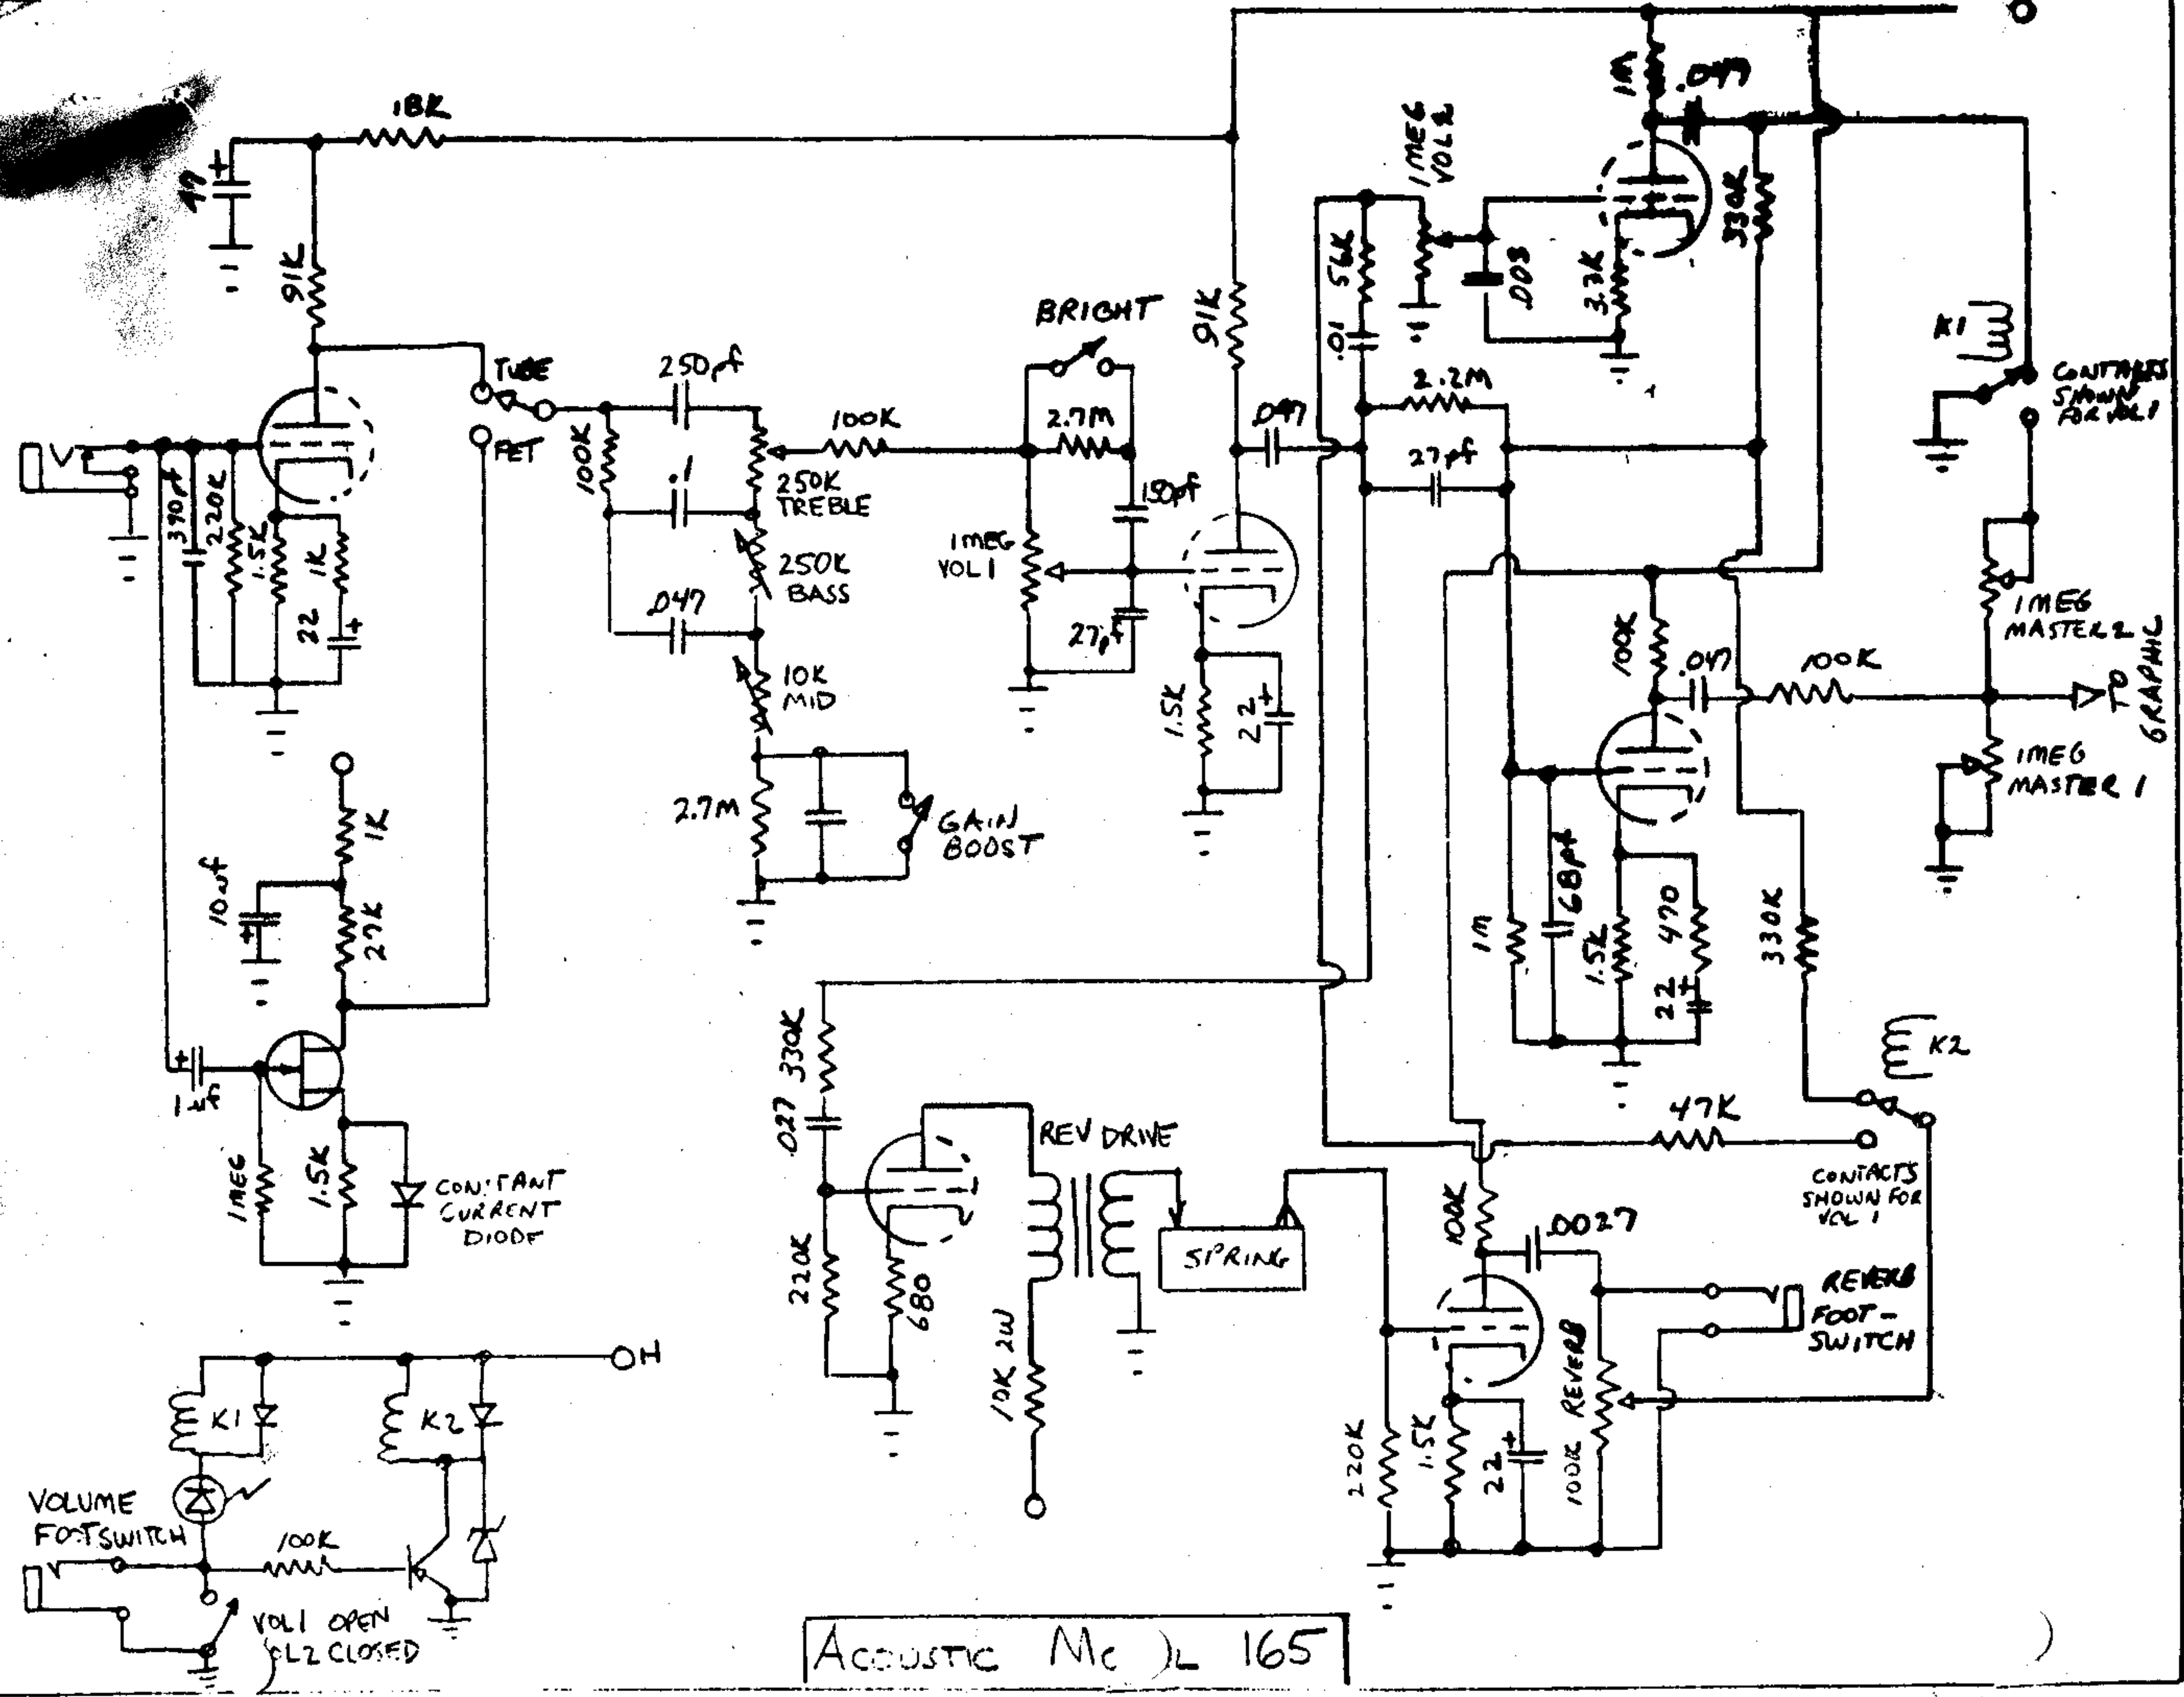 18K
47
+
91K
TUBE
FET
250pf
100K
.1
250K
TREBLE
250K
BASS
.047
10K
MID
100K
BRIGHT
2.7M
150pf
1MEG
VOL 1
27pf
91K
.047
1.5K
22
+
390pf
220K
1.5K
1K
22
+
2.7M
GAIN
BOOST
1K
10uf
+
27K
+
1MEG
1.5K
CONSTANT
CURRENT
DIODE
1MEG
VOL 2
56K
.01
.003
3.3K
1M
.047
330K
2.2M
27pf
K1
CONTACTS
SHOWN
FOR VOL 1
1MEG
MASTER 2
TO
GRAPHIC
1MEG
MASTER 1
100K
.047
100K
1M
68pf
1.5K
470
22
+
330K
K2
47K
CONTACTS
SHOWN FOR
VOL 1
330K
.027
220K
680
REV DRIVE
10K 2W
SPRING
100K
.0027
220K
1.5K
22
+
100K REVERB
REVERB
FOOT-
SWITCH
H
K1
K2
VOLUME
FOOTSWITCH
100K
VOL 1 OPEN
OL 2 CLOSED
ACOUSTIC 165